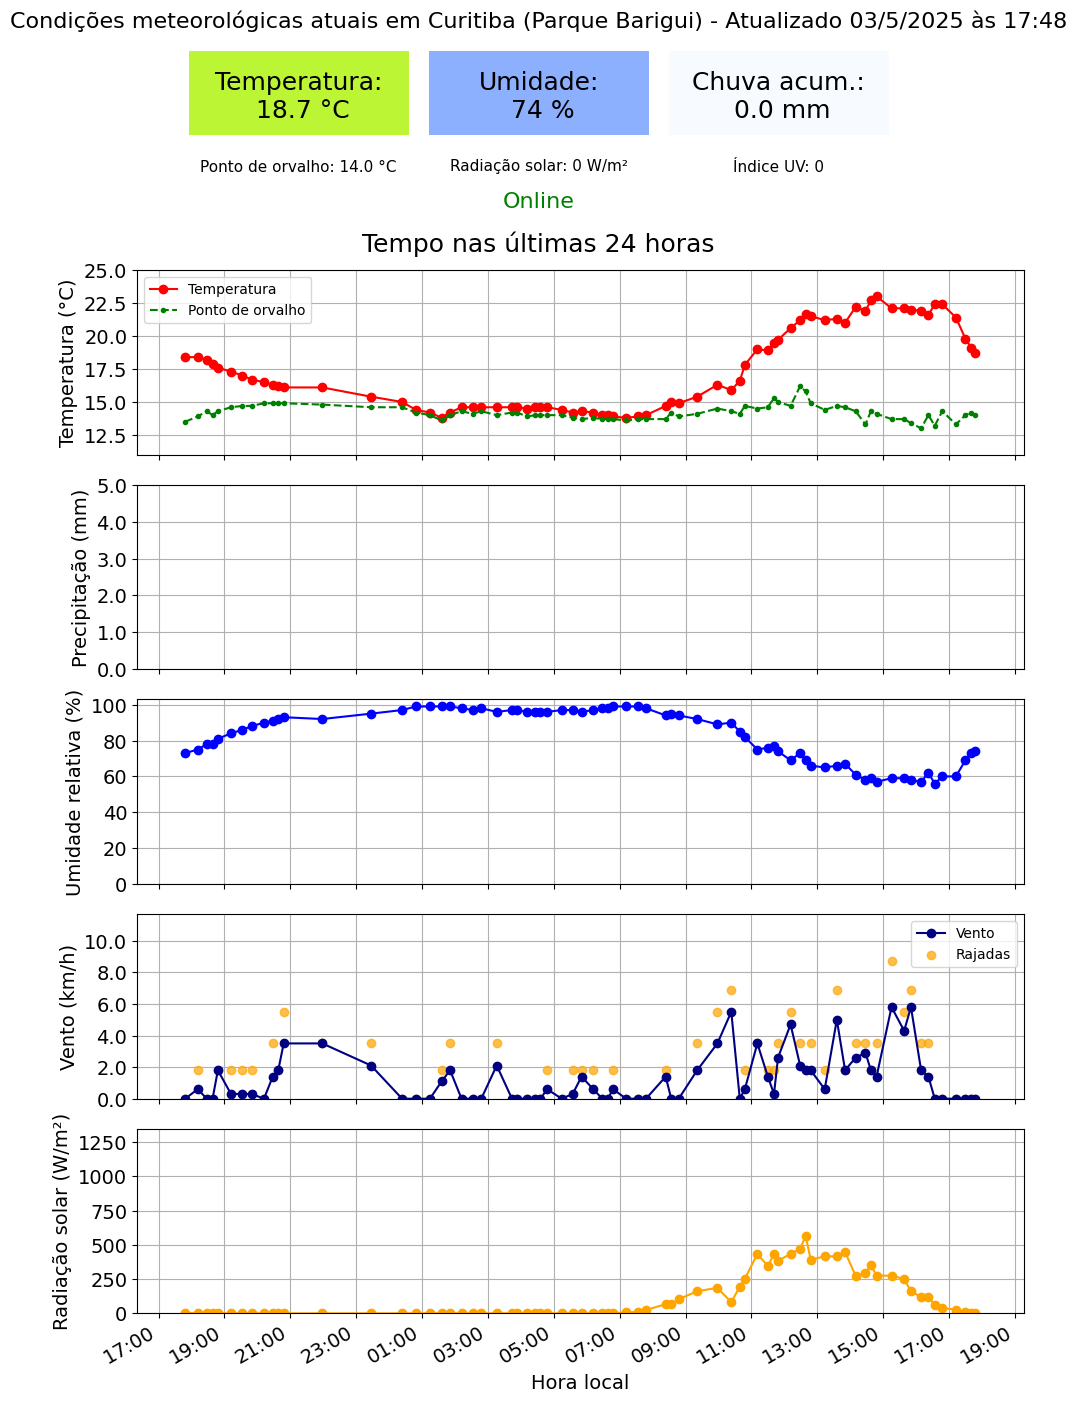 Condições meteorológicas atuais em Curitiba (Parque Barigui) - Atualizado 03/5/2025 às 17:48
Temperatura:
18.7 °C
Umidade:
74 %
Chuva acum.:
0.0 mm
Ponto de orvalho: 14.0 °C
Radiação solar: 0 W/m²
Índice UV: 0
Online
Tempo nas últimas 24 horas
Temperatura (°C)
25.0
22.5
20.0
17.5
15.0
12.5
Temperatura
Ponto de orvalho
Precipitação (mm)
5.0
4.0
3.0
2.0
1.0
0.0
Umidade relativa (%)
100
80
60
40
20
0
Vento (km/h)
10.0
8.0
6.0
4.0
2.0
0.0
Vento
Rajadas
Radiação solar (W/m²)
1250
1000
750
500
250
0
17:00
19:00
21:00
23:00
01:00
03:00
05:00
07:00
09:00
11:00
13:00
15:00
17:00
19:00
Hora local